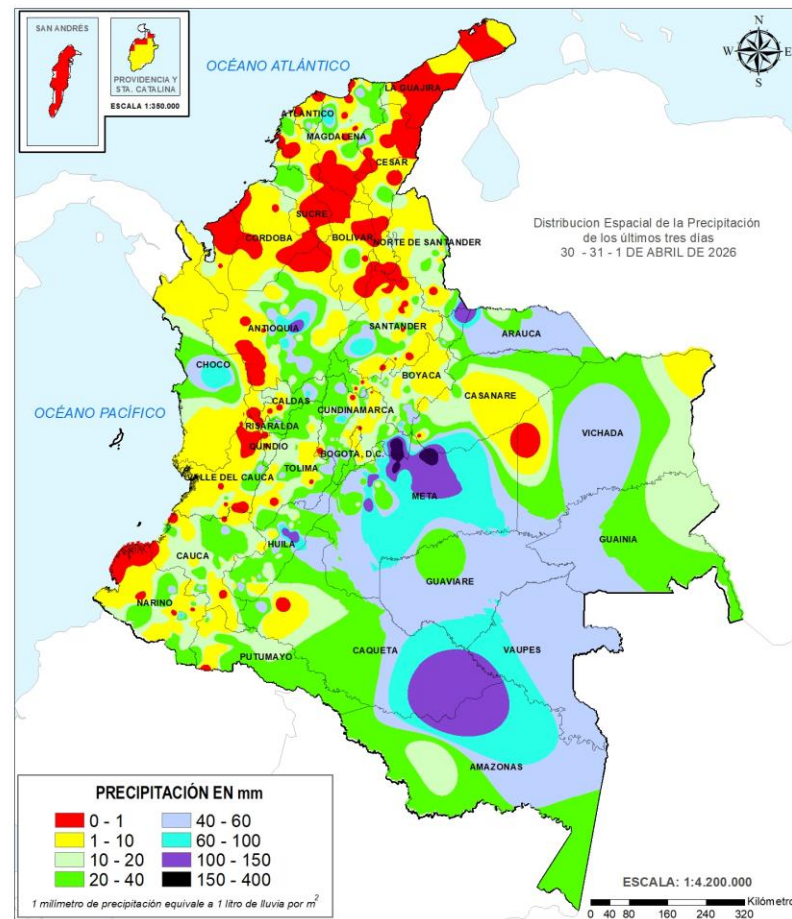 SAN ANDRÉS
PROVIDENCIA Y
STA. CATALINA
ESCALA 1:350.000
OCÉANO ATLÁNTICO
N
W
E
S
LA GUAJIRA
ATLANTICO
MAGDALENA
CESAR
SUCRE
CORDOBA
BOLIVAR
NORTE DE SANTANDER
Distribucion Espacial de la Precipitación
de los últimos tres días
30 - 31 - 1 DE ABRIL DE 2026
ANTIOQUIA
SANTANDER
ARAUCA
CHOCO
BOYACA
CASANARE
OCÉANO PACÍFICO
CALDAS
CUNDINAMARCA
VICHADA
RISARALDA
QUINDIO
BOGOTA, D.C.
TOLIMA
VALLE DEL CAUCA
META
CAUCA
HUILA
GUAINIA
GUAVIARE
NARIÑO
PUTUMAYO
CAQUETA
VAUPES
AMAZONAS
PRECIPITACIÓN EN mm
0 - 1
1 - 10
10 - 20
20 - 40
40 - 60
60 - 100
100 - 150
150 - 400
1 milimetro de precipitación equivale a 1 litro de lluvia por m²
ESCALA: 1:4.200.000
Kilómetro
40 80 160 240 320